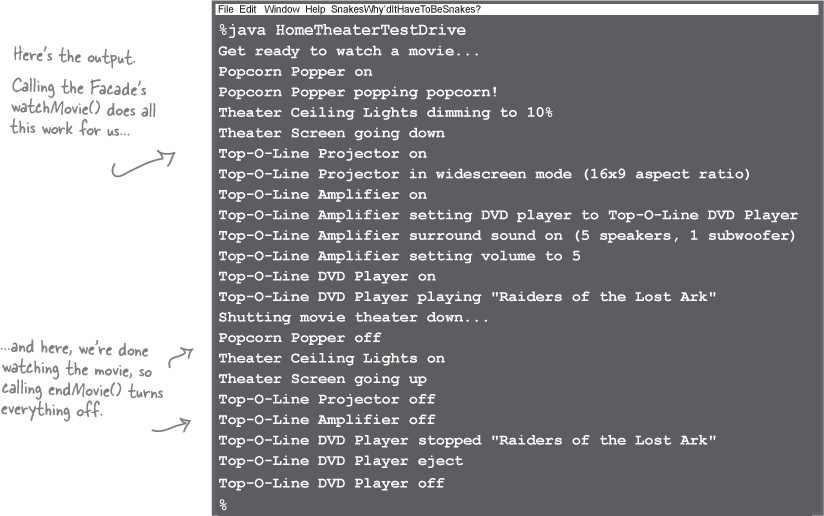 File Edit Window Help SnakesWhy'dItHaveToBeSnakes?
%java HomeTheaterTestDrive
Get ready to watch a movie...
Popcorn Popper on
Popcorn Popper popping popcorn!
Theater Ceiling Lights dimming to 10%
Theater Screen going down
Top-O-Line Projector on
Top-O-Line Projector in widescreen mode (16x9 aspect ratio)
Top-O-Line Amplifier on
Top-O-Line Amplifier setting DVD player to Top-O-Line DVD Player
Top-O-Line Amplifier surround sound on (5 speakers, 1 subwoofer)
Top-O-Line Amplifier setting volume to 5
Top-O-Line DVD Player on
Top-O-Line DVD Player playing "Raiders of the Lost Ark"
Shutting movie theater down...
Popcorn Popper off
Theater Ceiling Lights on
Theater Screen going up
Top-O-Line Projector off
Top-O-Line Amplifier off
Top-O-Line DVD Player stopped "Raiders of the Lost Ark"
Top-O-Line DVD Player eject
Top-O-Line DVD Player off
%
Here's the output.
Calling the Facade's
watchMovie() does all
this work for us...
...and here, we're done
watching the movie, so
calling endMovie() turns
everything off.